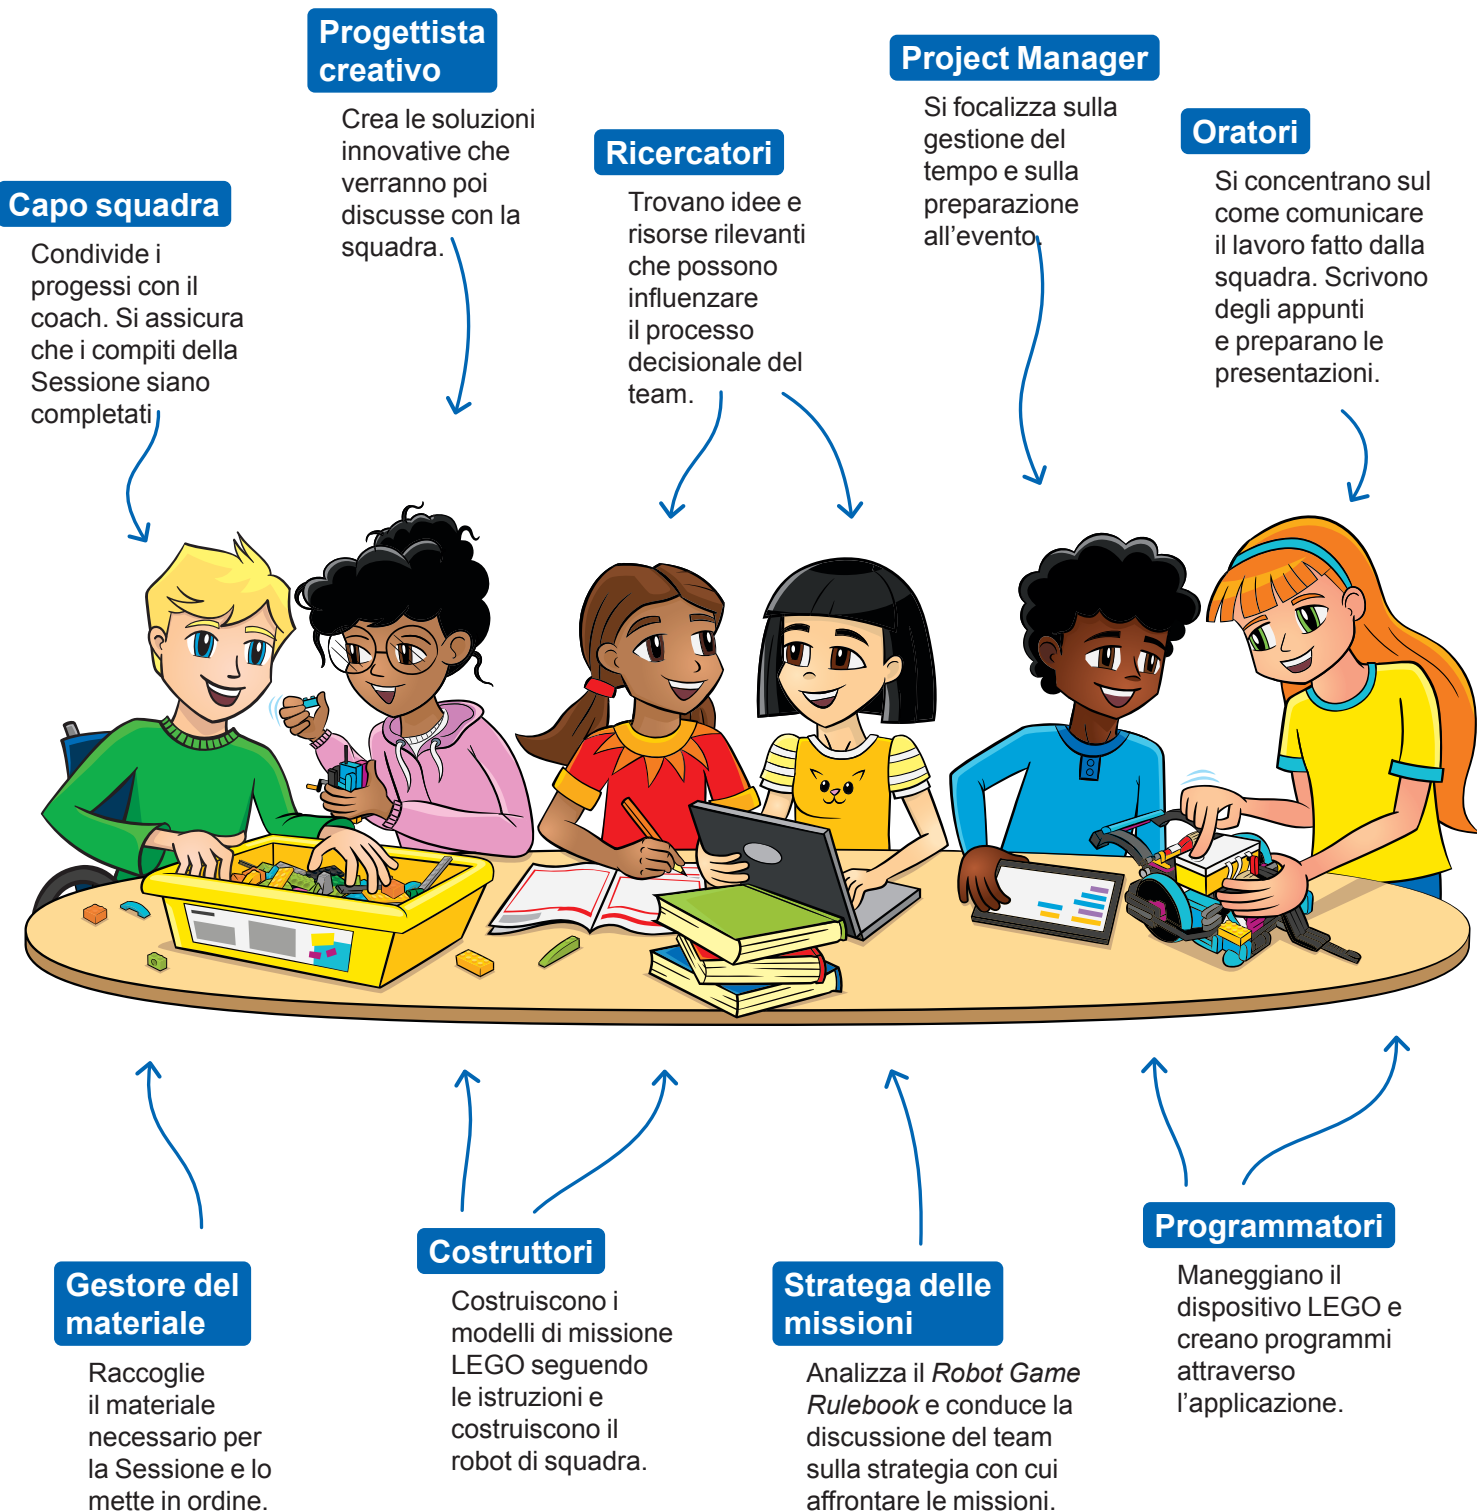 Capo squadra
Condivide i
progessi con il
coach. Si assicura
che i compiti della
Sessione siano
completati
Progettista
creativo
Crea le soluzioni
innovative che
verranno poi
discusse con la
squadra.
Ricercatori
Trovano idee e
risorse rilevanti
che possono
influenzare
il processo
decisionale del
team.
Project Manager
Si focalizza sulla
gestione del
tempo e sulla
preparazione
all’evento.
Oratori
Si concentrano sul
come comunicare
il lavoro fatto dalla
squadra. Scrivono
degli appunti
e preparano le
presentazioni.
Gestore del
materiale
Raccoglie
il materiale
necessario per
la Sessione e lo
mette in ordine.
Costruttori
Costruiscono i
modelli di missione
LEGO seguendo
le istruzioni e
costruiscono il
robot di squadra.
Stratega delle
missioni
Analizza il Robot Game
Rulebook e conduce la
discussione del team
sulla strategia con cui
affrontare le missioni.
Programmatori
Maneggiano il
dispositivo LEGO e
creano programmi
attraverso
l’applicazione.